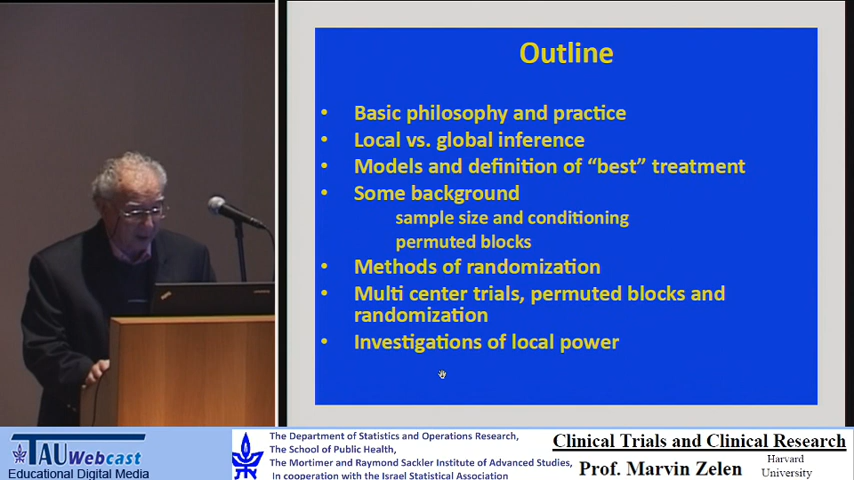 Outline
• Basic philosophy and practice
• Local vs. global inference
• Models and definition of “best” treatment
• Some background
sample size and conditioning
permuted blocks
• Methods of randomization
• Multi center trials, permuted blocks and
randomization
• Investigations of local power
TAU Webcast
Educational Digital Media
The Department of Statistics and Operations Research,
The School of Public Health,
The Mortimer and Raymond Sackler Institute of Advanced Studies,
In cooperation with the Israel Statistical Association
Clinical Trials and Clinical Research
Prof. Marvin Zelen
Harvard
University